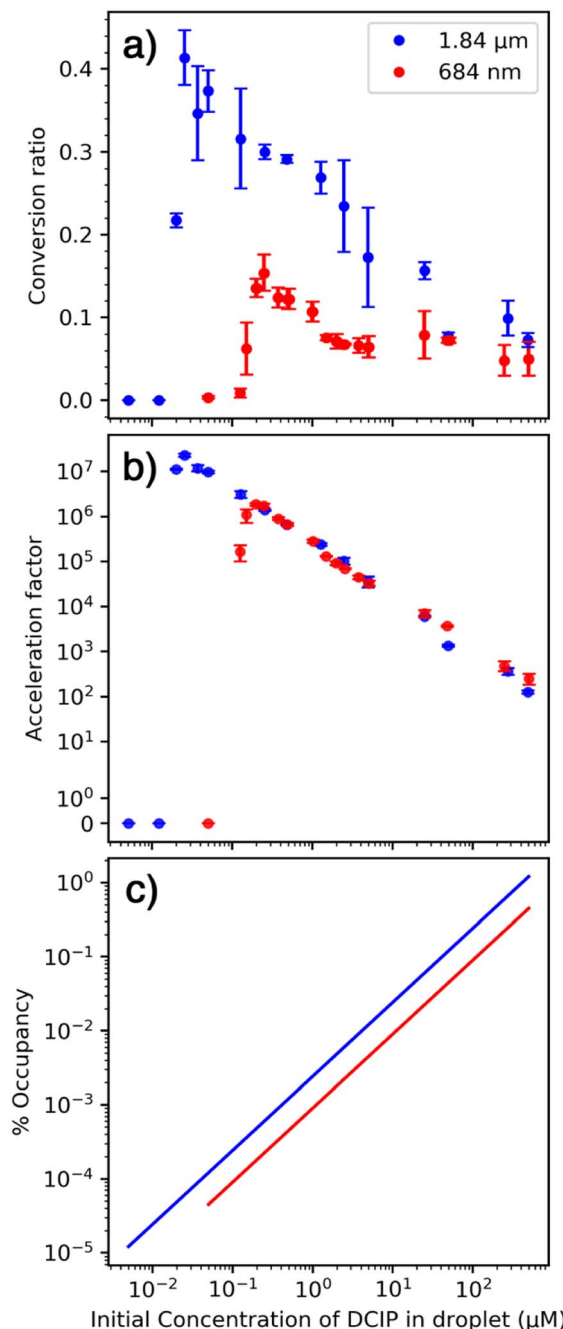 a)
1.84 µm
684 nm
0.4
0.3
0.2
0.1
0.0
Conversion ratio
b)
10⁷
10⁶
10⁵
10⁴
10³
10²
10¹
10⁰
0
Acceleration factor
c)
10⁰
10⁻¹
10⁻²
10⁻³
10⁻⁴
10⁻⁵
% Occupancy
10⁻² 10⁻¹ 10⁰ 10¹ 10²
Initial Concentration of DCIP in droplet (µM)